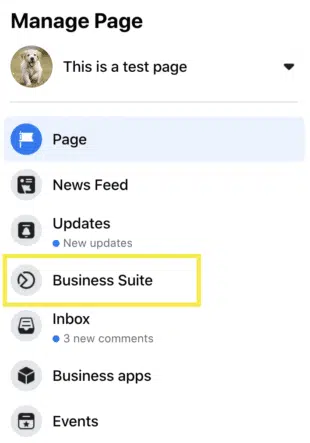 Manage Page
This is a test page
Page
News Feed
Updates
New updates
Business Suite
Inbox
3 new comments
Business apps
Events